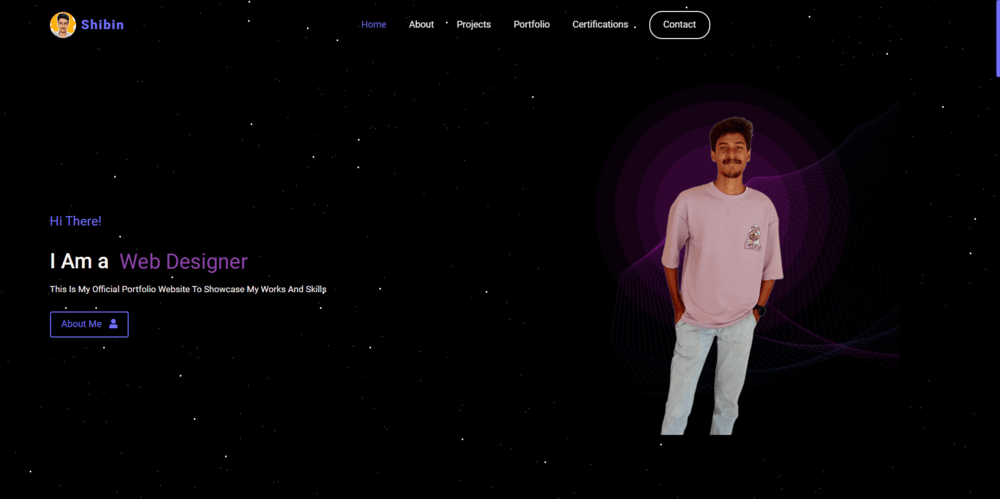 Shibin
Home About Projects Portfolio Certifications Contact
Hi There!
I Am a Web Designer
This Is My Official Portfolio Website To Showcase My Works And Skills
About Me